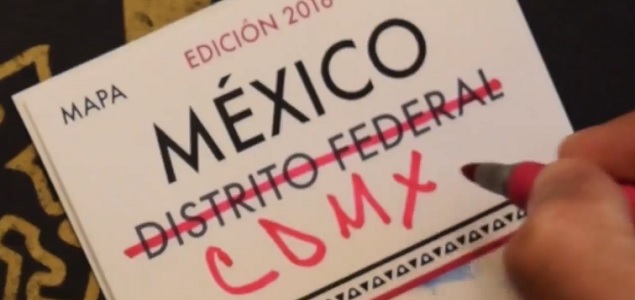 MAPA
EDICIÓN 2016
MÉXICO
DISTRITO FEDERAL
CDMX